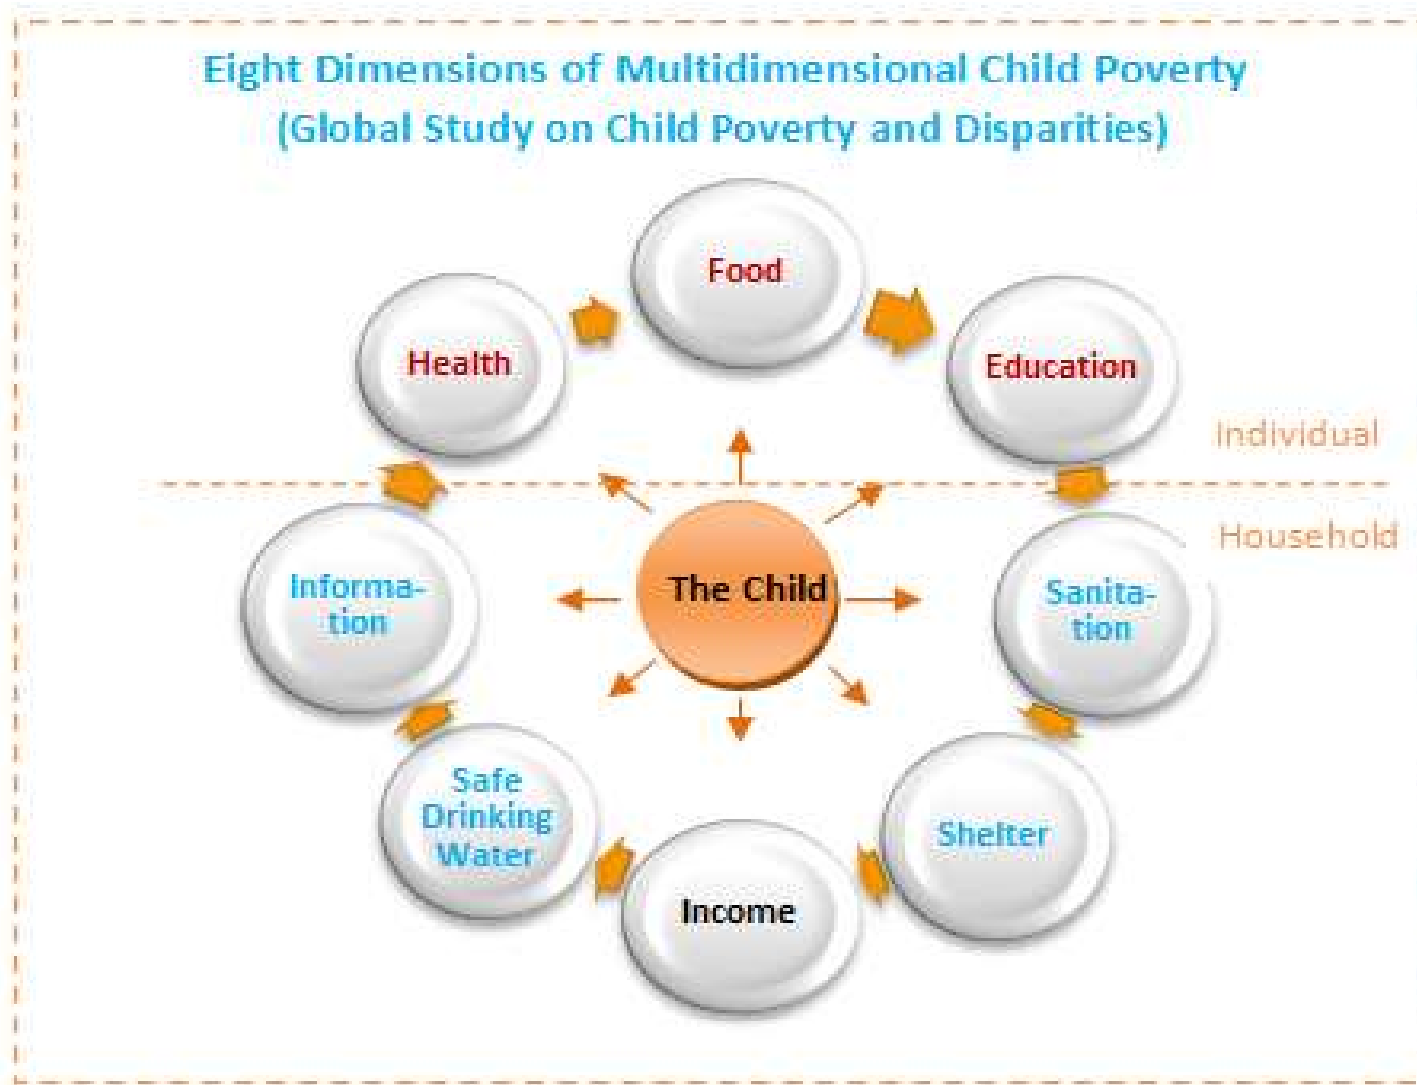 Eight Dimensions of Multidimensional Child Poverty
(Global Study on Child Poverty and Disparities)
Food
Health
Education
Individual
Household
Informa-
tion
The Child
Sanita-
tion
Safe
Drinking
Water
Shelter
Income